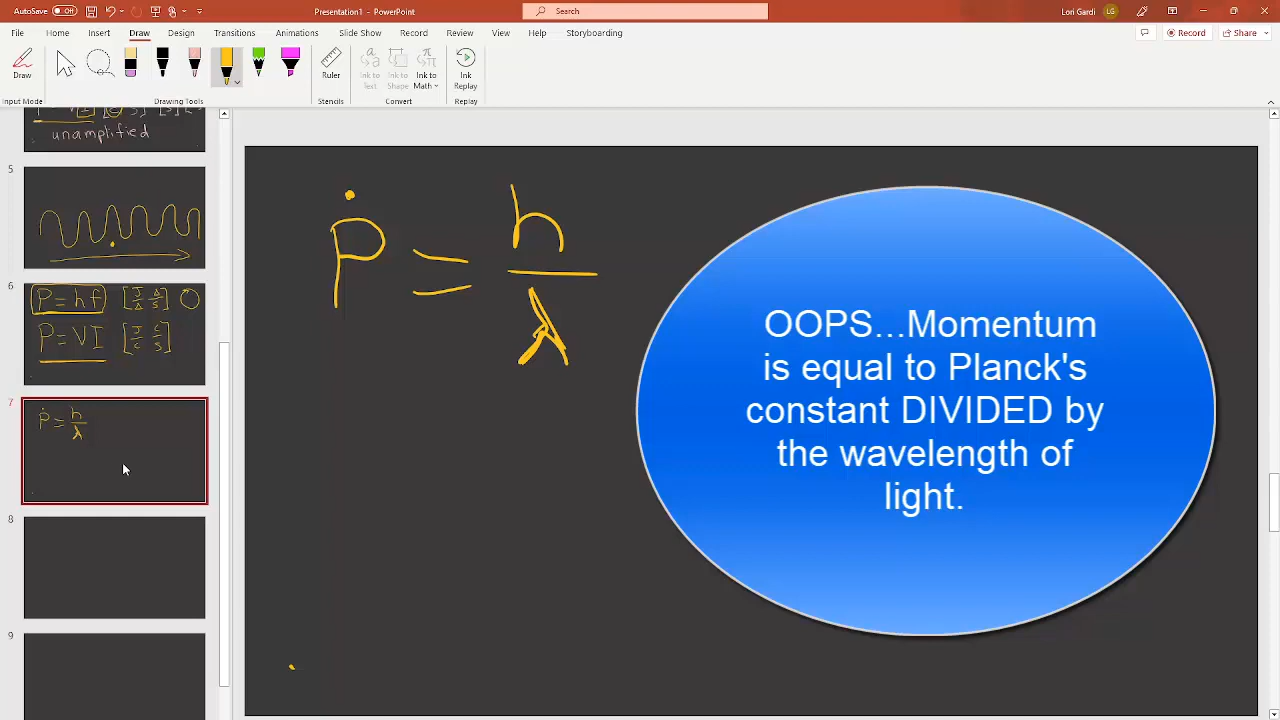 AutoSave Off
Presentation1 - PowerPoint
Search
Lori Gardi LG
File Home Insert Draw Design Transitions Animations Slide Show Record Review View Help Storyboarding
Record Share
Draw
Ruler
Ink to Text
Ink to Shape
Ink to Math
Ink Replay
Input Mode Drawing Tools Stencils Convert Replay
unamplified
5
6
P = hf
P = VI
7
Ṗ = h/λ
8
9
Ṗ = h/λ
OOPS...Momentum
is equal to Planck's
constant DIVIDED by
the wavelength of
light.